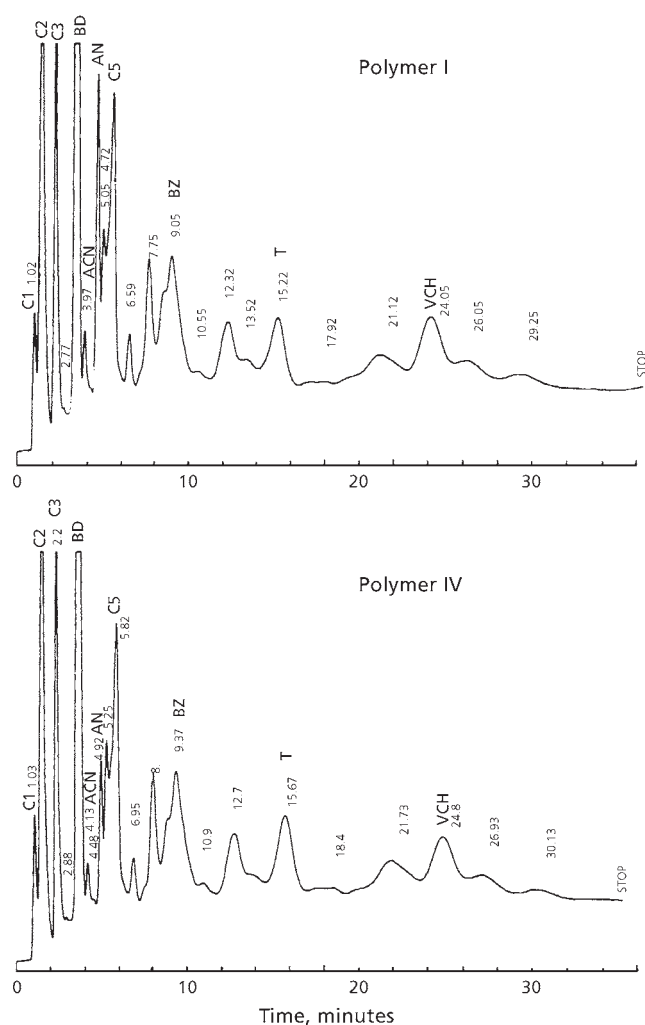 C2
C3
BD
AN
C5
Polymer I
4.72
5.05
BZ
9.05
7.75
C1 1.02
ACN
3.97
2.77
6.59
12.32
T
15.22
VCH
24.05
10.55
13.52
17.92
21.12
26.05
29.25
STOP
0 10 20 30
C2
C3
2.2
BD
Polymer IV
C5
5.82
AN
4.92
5.25
BZ
9.37
C1 1.03
ACN
4.13
4.48
2.88
6.95
8.
12.7
T
15.67
VCH
24.8
10.9
18.4
21.73
26.93
30.13
STOP
0 10 20 30
Time, minutes